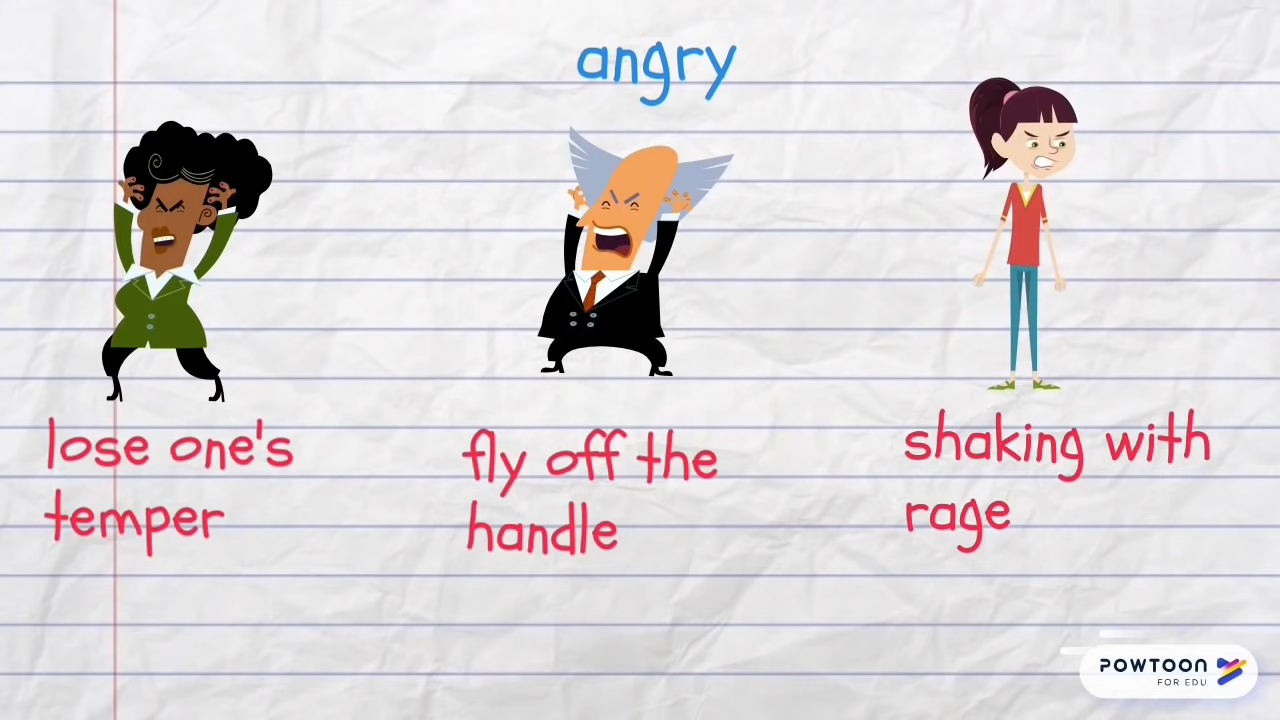 angry
lose one's
temper
fly off the
handle
shaking with
rage
POWTOON
FOR EDU